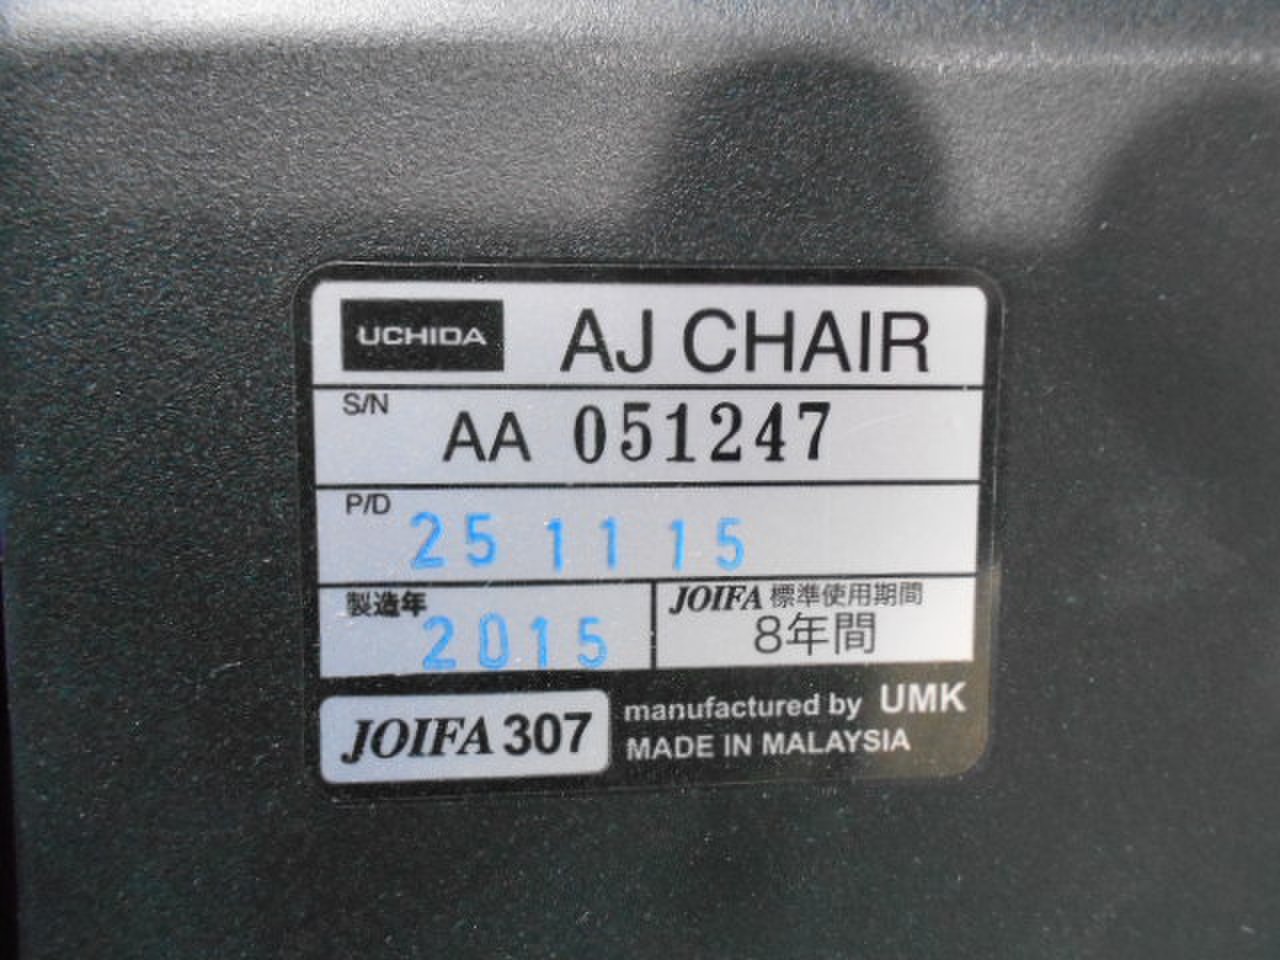 UCHIDA AJ CHAIR
S/N AA 051247
P/D 25 11 15
製造年 2015
JOIFA 標準使用期間
8年間
JOIFA 307
manufactured by UMK
MADE IN MALAYSIA